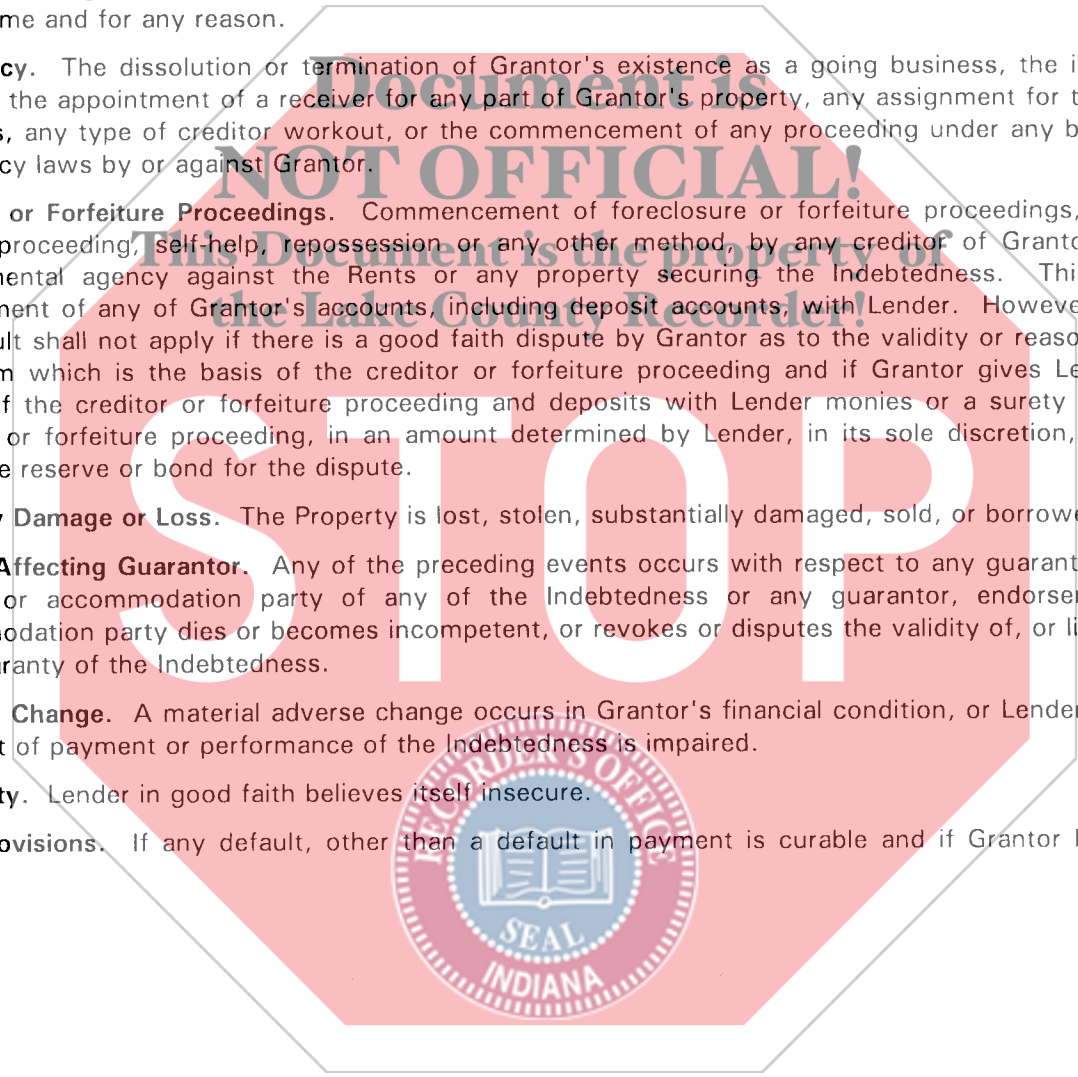 me and for any reason.
cy. The dissolution or termination of Grantor's existence as a going business, the i
the appointment of a receiver for any part of Grantor's property, any assignment for t
s, any type of creditor workout, or the commencement of any proceeding under any b
cy laws by or against Grantor.
or Forfeiture Proceedings. Commencement of foreclosure or forfeiture proceedings,
proceeding, self-help, repossession or any other method, by any creditor of Granto
mental agency against the Rents or any property securing the Indebtedness. Thi
ment of any of Grantor's accounts, including deposit accounts, with Lender. Howeve
ult shall not apply if there is a good faith dispute by Grantor as to the validity or reaso
m which is the basis of the creditor or forfeiture proceeding and if Grantor gives Le
f the creditor or forfeiture proceeding and deposits with Lender monies or a surety
or forfeiture proceeding, in an amount determined by Lender, in its sole discretion,
e reserve or bond for the dispute.
y Damage or Loss. The Property is lost, stolen, substantially damaged, sold, or borrowe
Affecting Guarantor. Any of the preceding events occurs with respect to any guarant
or accommodation party of any of the Indebtedness or any guarantor, endorser
nodation party dies or becomes incompetent, or revokes or disputes the validity of, or li
ranty of the Indebtedness.
Change. A material adverse change occurs in Grantor's financial condition, or Lender
t of payment or performance of the Indebtedness is impaired.
ty. Lender in good faith believes itself insecure.
ovisions. If any default, other than a default in payment is curable and if Grantor h
Document is
NOT OFFICIAL!
This Document is the property of
the Lake County Recorder!
STOP
RECORDER'S OFFICE
SEAL
INDIANA